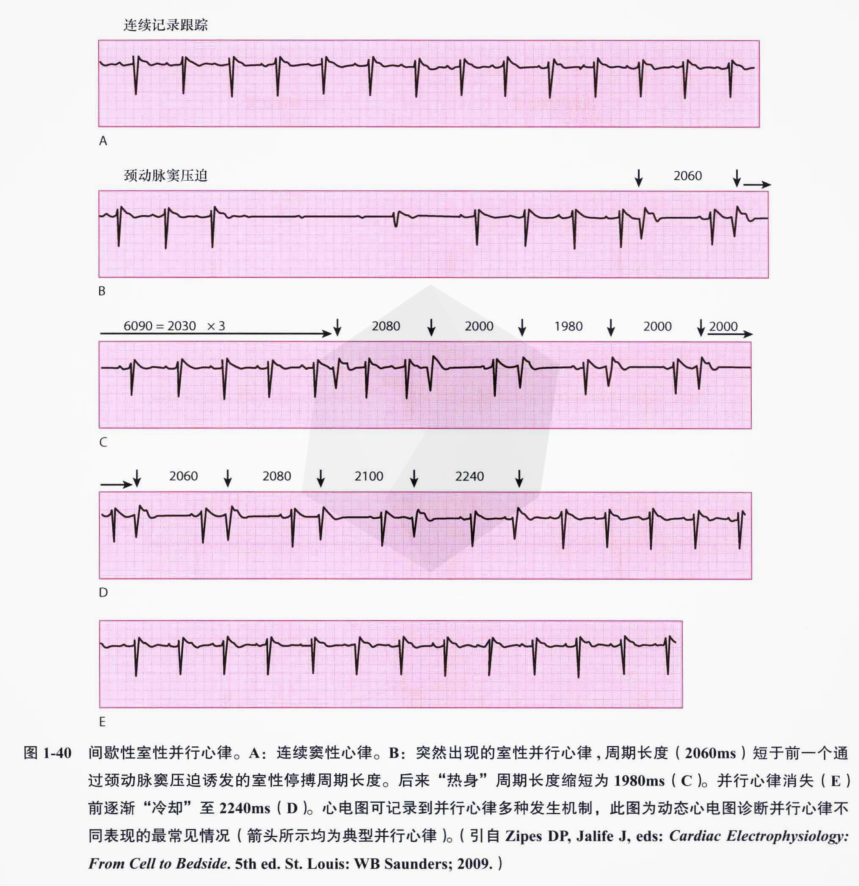 连续记录跟踪
A
颈动脉窦压迫
2060
B
6090 = 2030 ×3 2080 2000 1980 2000 2000
C
2060 2080 2100 2240
D
E
图 1-40 间歇性室性并行心律。A：连续窦性心律。B：突然出现的室性并行心律，周期长度（2060ms）短于前一个通
过颈动脉窦压迫诱发的室性停搏周期长度。后来“热身”周期长度缩短为 1980ms（C）。并行心律消失（E）
前逐渐“冷却”至 2240ms（D）。心电图可记录到并行心律多种发生机制，此图为动态心电图诊断并行心律不
同表现的最常见情况（箭头所示均为典型并行心律）。（引自 Zipes DP, Jalife J, eds: Cardiac Electrophysiology:
From Cell to Bedside. 5th ed. St. Louis: WB Saunders; 2009.）